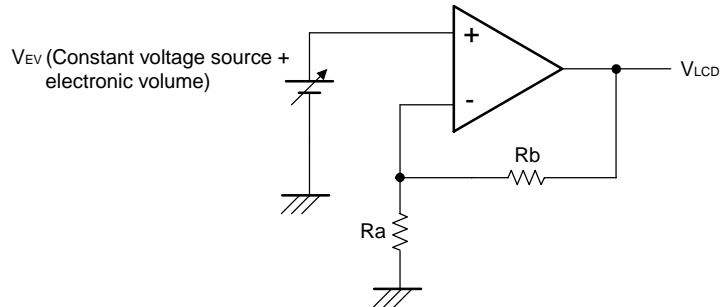 VEV (Constant voltage source +
electronic volume)
+
-
VLCD
Rb
Ra